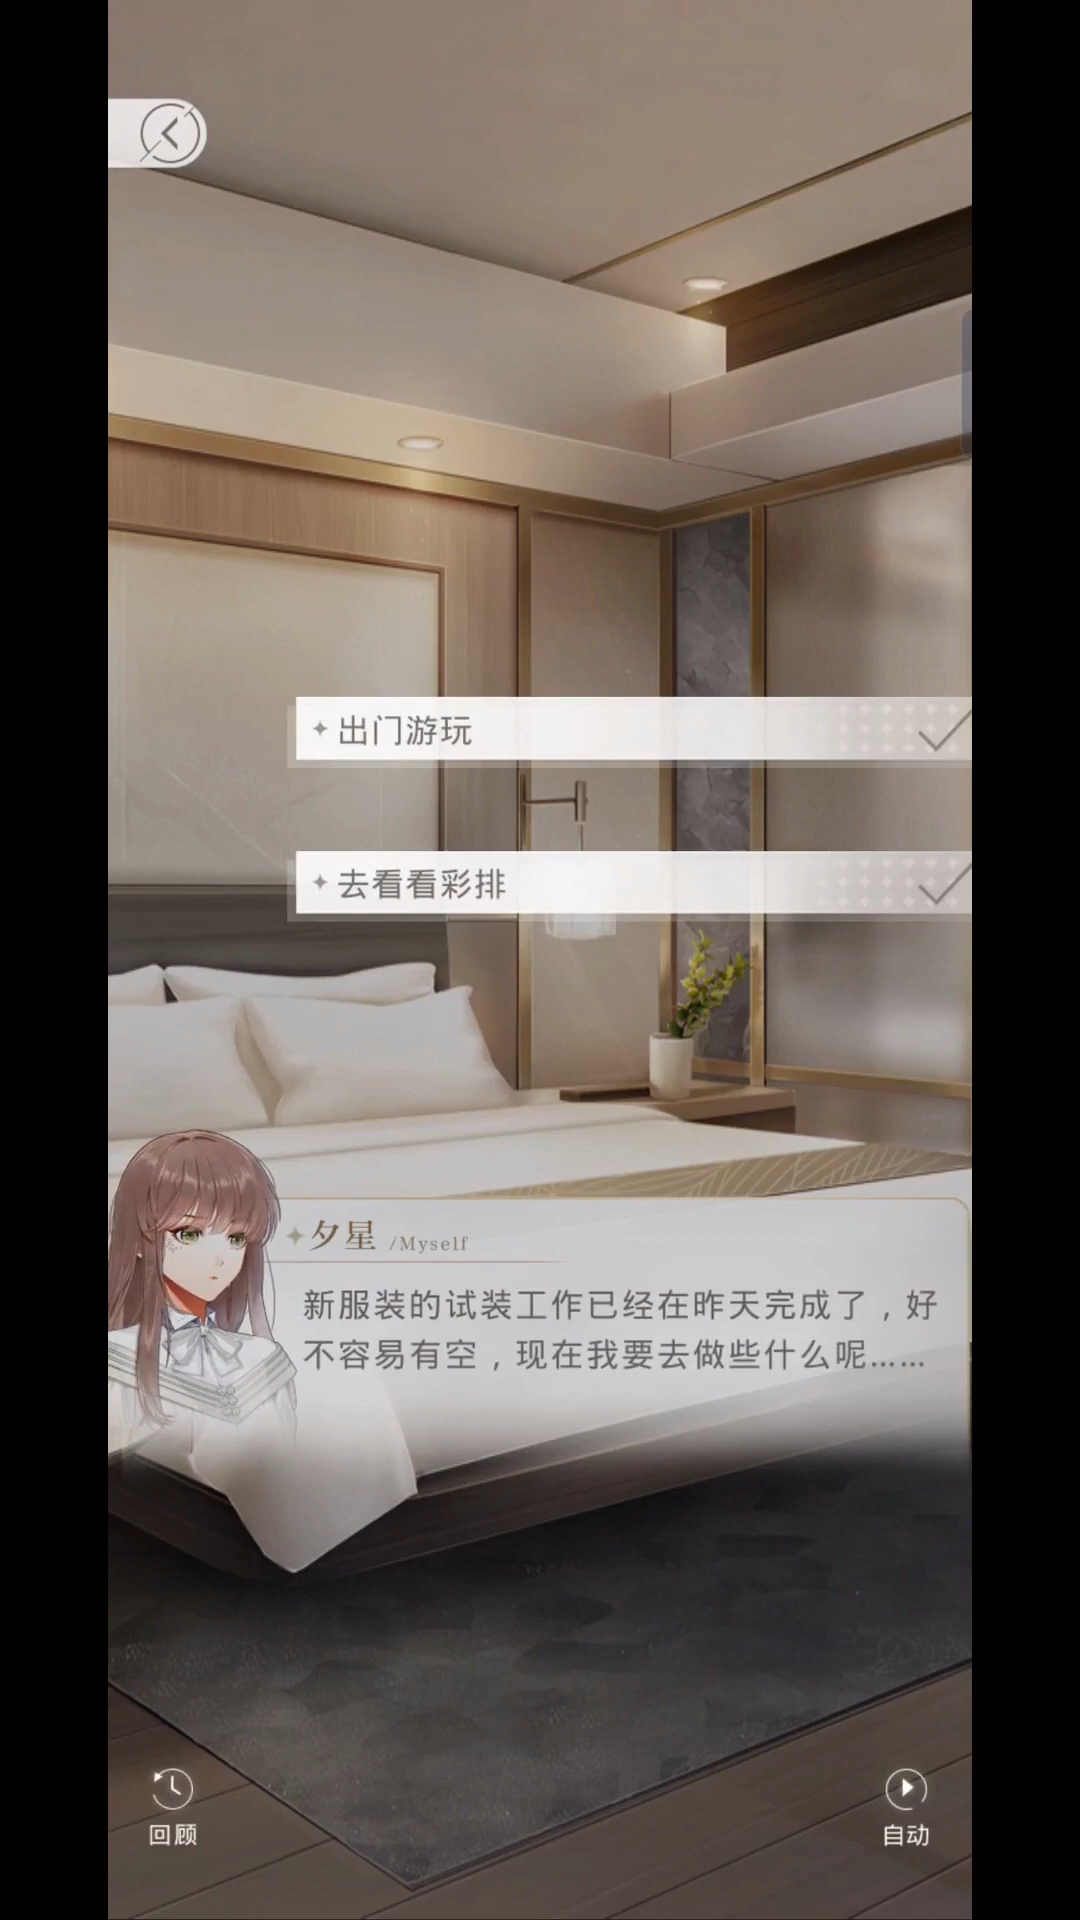 出门游玩
去看看彩排
夕星 /Myself
新服装的试装工作已经在昨天完成了，好
不容易有空，现在我要去做些什么呢……
回顾
自动